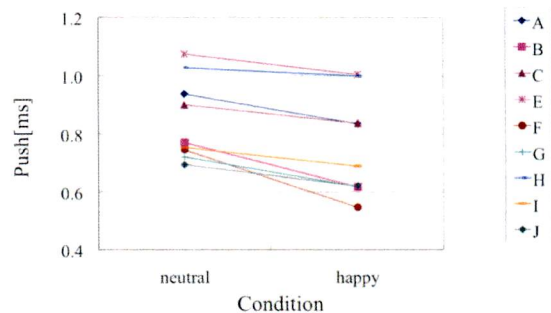 1.2
1.0
0.8
0.6
0.4
Push[ms]
neutral
happy
Condition
A
B
C
E
F
G
H
I
J